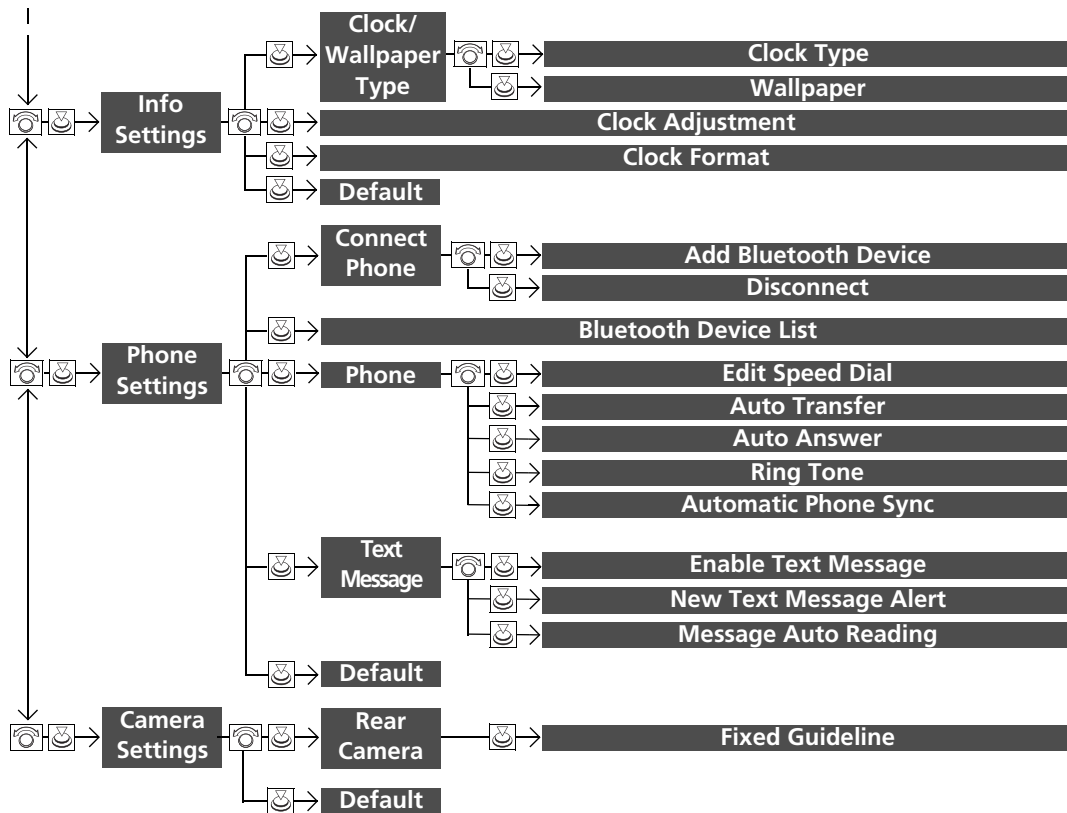 Clock/
Wallpaper
Type
Clock Type
Wallpaper
Info
Settings
Clock Adjustment
Clock Format
Default
Connect
Phone
Add Bluetooth Device
Disconnect
Bluetooth Device List
Phone
Settings
Phone
Edit Speed Dial
Auto Transfer
Auto Answer
Ring Tone
Automatic Phone Sync
Text
Message
Enable Text Message
New Text Message Alert
Message Auto Reading
Default
Camera
Settings
Rear
Camera
Fixed Guideline
Default